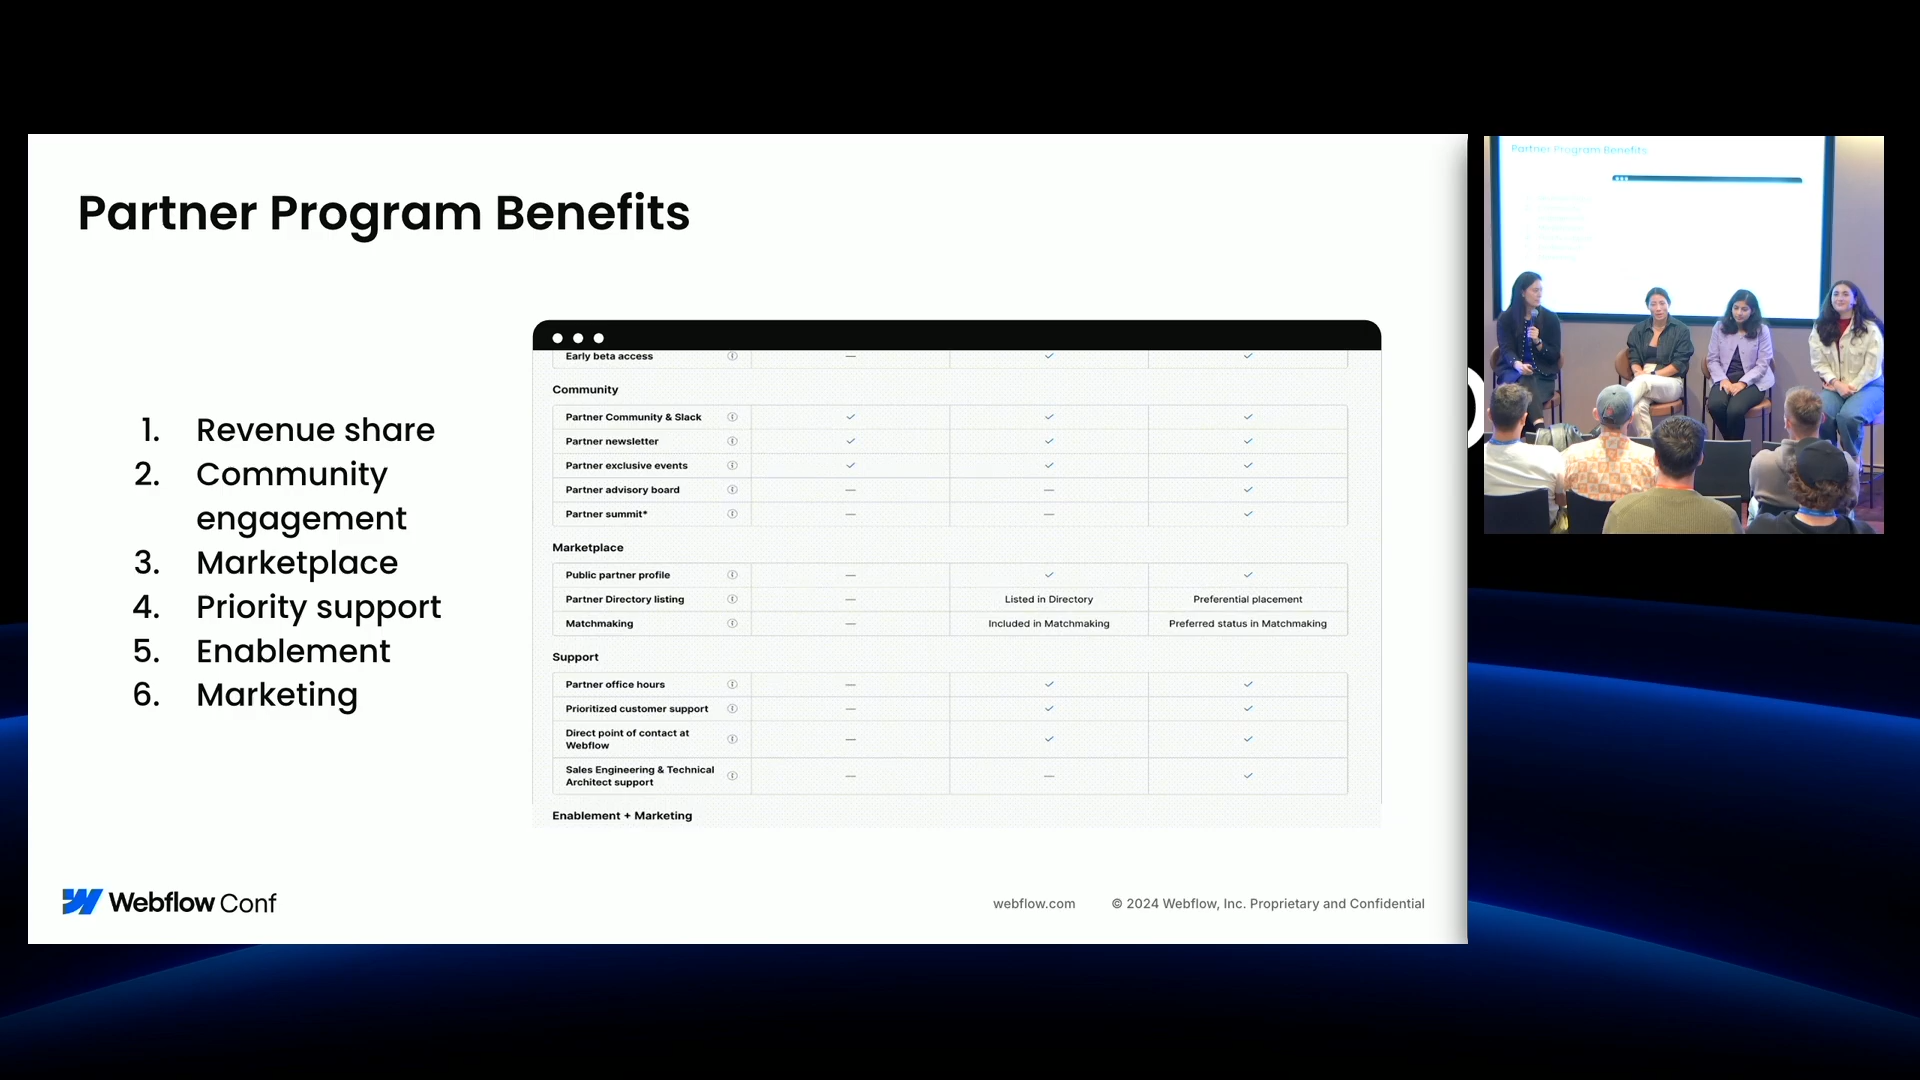 Partner Program Benefits
1. Revenue share
2. Community
engagement
3. Marketplace
4. Priority support
5. Enablement
6. Marketing
Early beta access — ✓ ✓
Community
Partner Community & Slack ✓ ✓ ✓
Partner newsletter ✓ ✓ ✓
Partner exclusive events ✓ ✓ ✓
Partner advisory board — — ✓
Partner summit* — — ✓
Marketplace
Public partner profile — ✓ ✓
Partner Directory listing — Listed in Directory Preferential placement
Matchmaking — Included in Matchmaking Preferred status in Matchmaking
Support
Partner office hours — ✓ ✓
Prioritized customer support — ✓ ✓
Direct point of contact at
Webflow — ✓ ✓
Sales Engineering & Technical
Architect support — — ✓
Enablement + Marketing
Webflow Conf
webflow.com © 2024 Webflow, Inc. Proprietary and Confidential
Partner Program Benefits